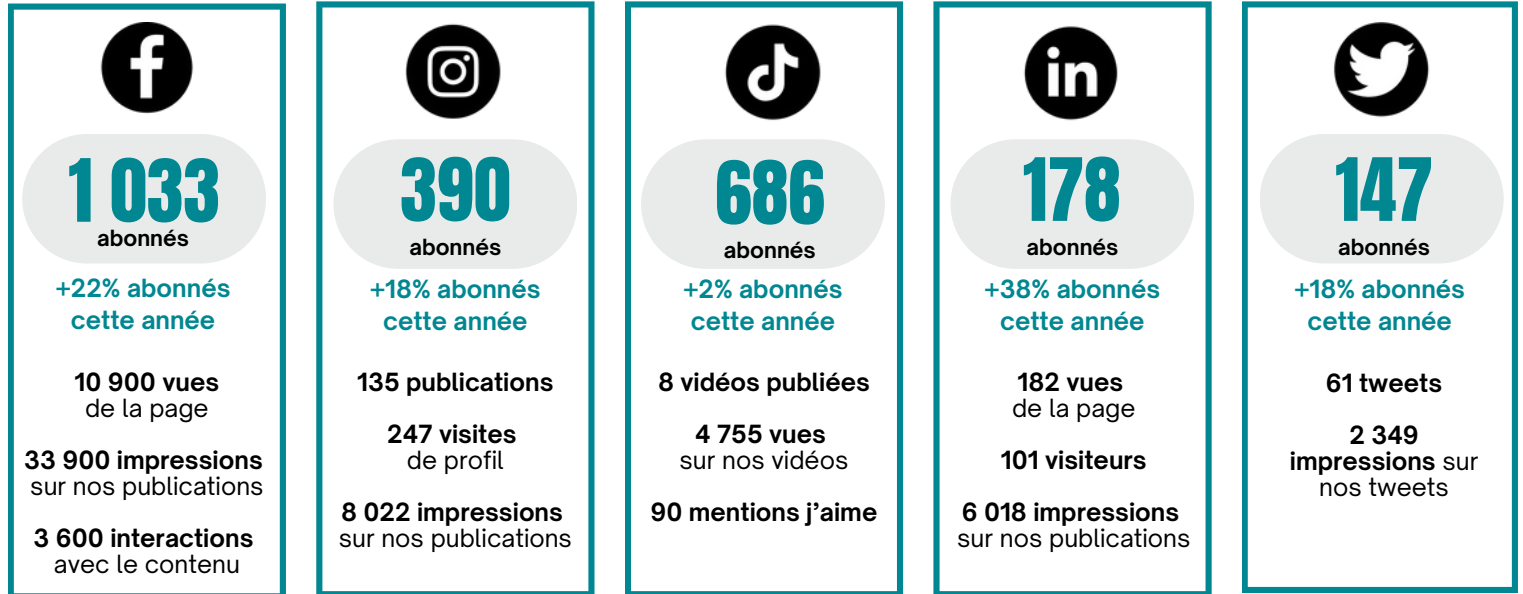 1 033
abonnés
+22% abonnés
cette année
10 900 vues
de la page
33 900 impressions
sur nos publications
3 600 interactions
avec le contenu
390
abonnés
+18% abonnés
cette année
135 publications
247 visites
de profil
8 022 impressions
sur nos publications
686
abonnés
+2% abonnés
cette année
8 vidéos publiées
4 755 vues
sur nos vidéos
90 mentions j’aime
in
178
abonnés
+38% abonnés
cette année
182 vues
de la page
101 visiteurs
6 018 impressions
sur nos publications
147
abonnés
+18% abonnés
cette année
61 tweets
2 349
impressions sur
nos tweets